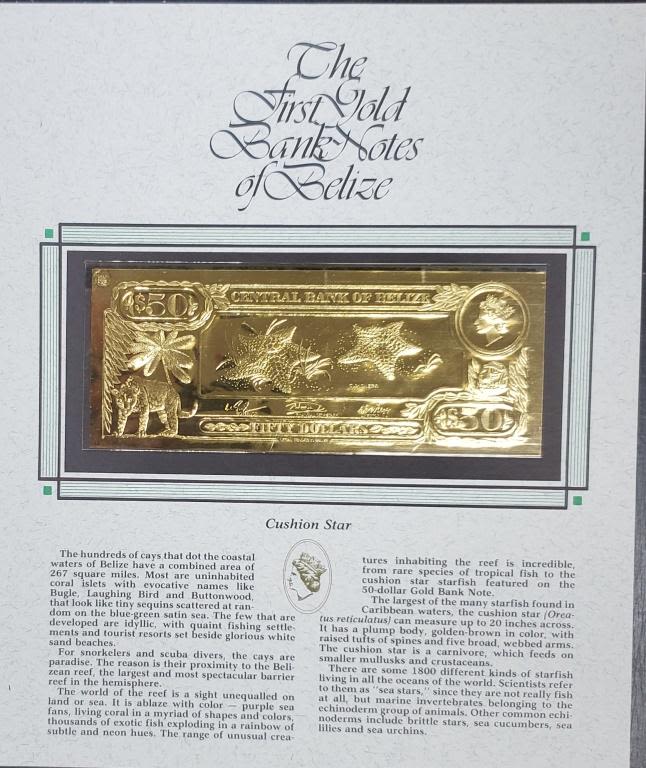 The
First Gold
Bank Notes
of Belize
$50
CENTRAL BANK OF BELIZE
FIFTY DOLLARS
$50
Cushion Star
The hundreds of cays that dot the coastal
waters of Belize have a combined area of
267 square miles. Most are uninhabited
coral islets with evocative names like
Bugle, Laughing Bird and Buttonwood,
that look like tiny sequins scattered at ran-
dom on the blue-green satin sea. The few that are
developed are idyllic, with quaint fishing settle-
ments and tourist resorts set beside glorious white
sand beaches.
For snorkelers and scuba divers, the cays are
paradise. The reason is their proximity to the Beli-
zean reef, the largest and most spectacular barrier
reef in the hemisphere.
The world of the reef is a sight unequalled on
land or sea. It is ablaze with color — purple sea
fans, living coral in a myriad of shapes and colors,
thousands of exotic fish exploding in a rainbow of
subtle and neon hues. The range of unusual crea-
tures inhabiting the reef is incredible,
from rare species of tropical fish to the
cushion star starfish featured on the
50-dollar Gold Bank Note.
The largest of the many starfish found in
Caribbean waters, the cushion star (Orea-
tus reticulatus) can measure up to 20 inches across.
It has a plump body, golden-brown in color, with
raised tufts of spines and five broad, webbed arms.
The cushion star is a carnivore, which feeds on
smaller mullusks and crustaceans.
There are some 1800 different kinds of starfish
living in all the oceans of the world. Scientists refer
to them as "sea stars," since they are not really fish
at all, but marine invertebrates belonging to the
echinoderm group of animals. Other common echi-
noderms include brittle stars, sea cucumbers, sea
lilies and sea urchins.